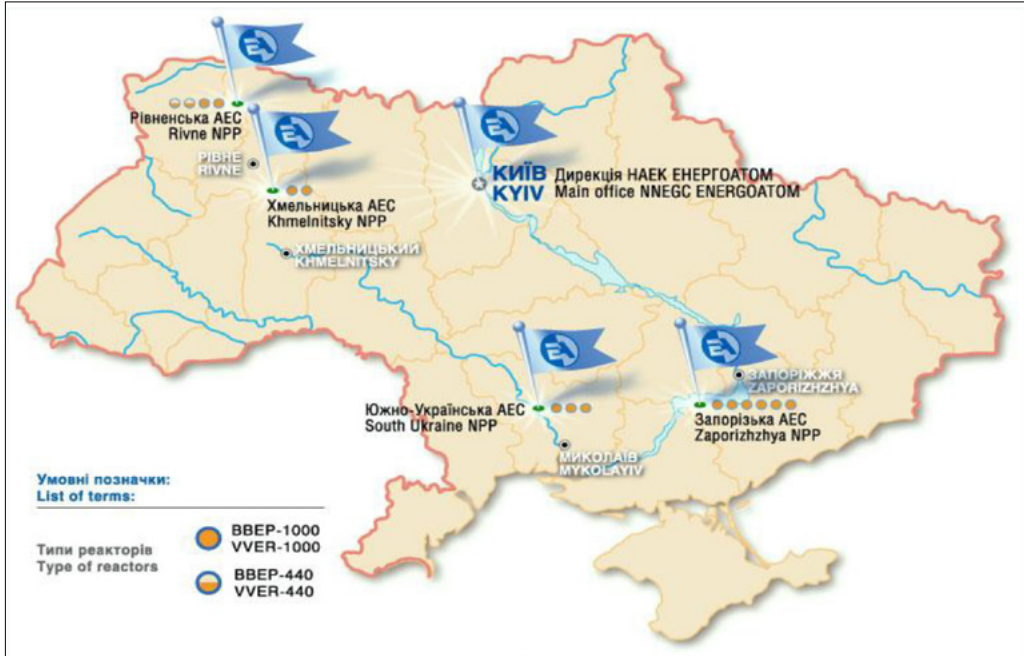 Рівненська АЕС
Rivne NPP
РІВНЕ
RIVNE
Хмельницька АЕС
Khmelnitsky NPP
ХМЕЛЬНИЦЬКИЙ
KHMELNITSKY
КИЇВ
KYIV
Дирекція НАЕК ЕНЕРГОАТОМ
Main office NNEGC ENERGOATOM
ЗАПОРІЖЖЯ
ZAPORIZHZHYA
Южно-Українська АЕС
South Ukraine NPP
Запорізька АЕС
Zaporizhzhya NPP
МИКОЛАЇВ
MYKOLAYIV
Умовні позначки:
List of terms:
Типи реакторів
Type of reactors
ВВЕР-1000
VVER-1000
ВВЕР-440
VVER-440